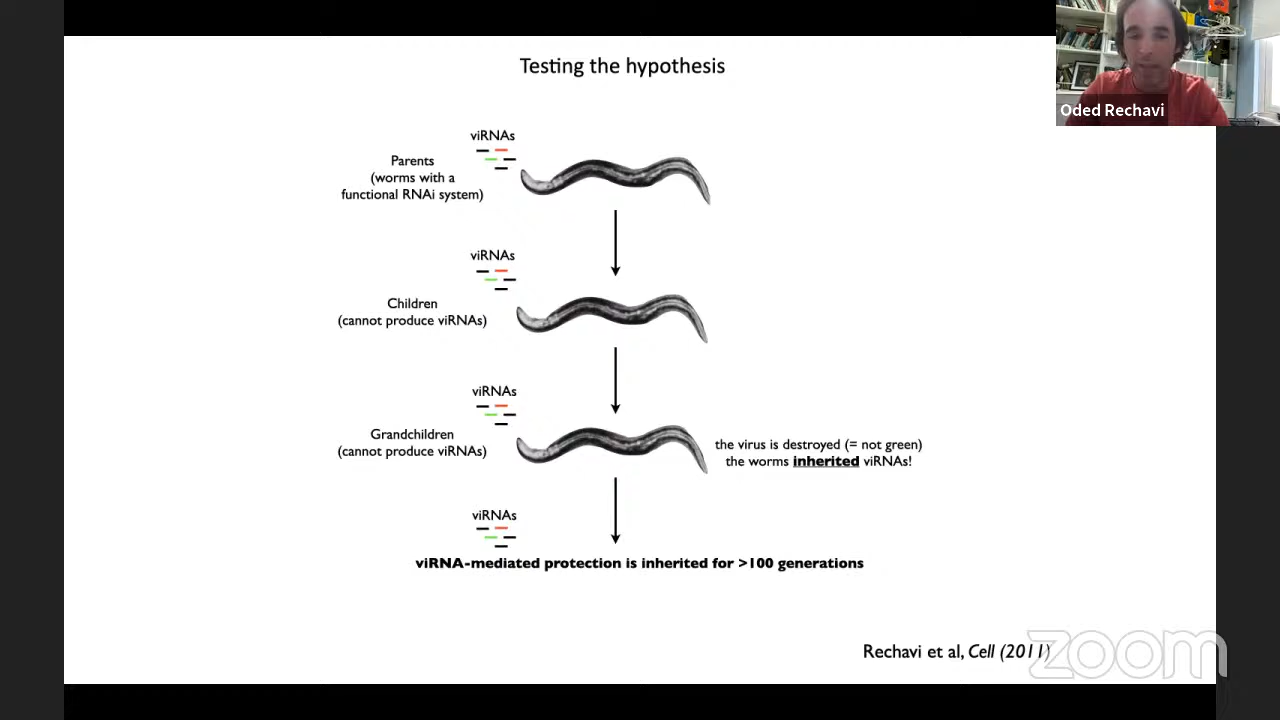 Testing the hypothesis
Oded Rechavi
viRNAs
Parents
(worms with a
functional RNAi system)
viRNAs
Children
(cannot produce viRNAs)
viRNAs
Grandchildren
(cannot produce viRNAs)
the virus is destroyed (= not green)
the worms inherited viRNAs!
viRNAs
viRNA-mediated protection is inherited for >100 generations
Rechavi et al, Cell (2011)
zoom